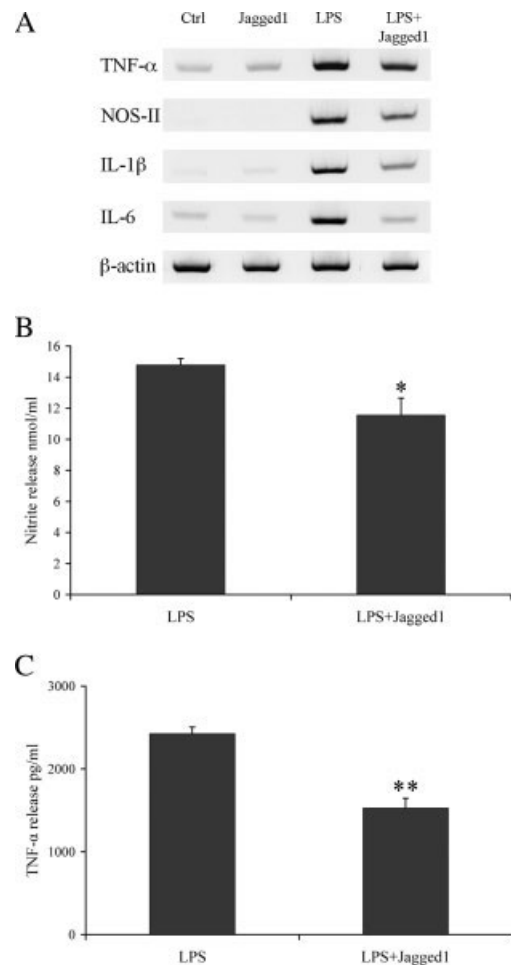 A
Ctrl Jagged1 LPS LPS+
Jagged1
TNF-α
NOS-II
IL-1β
IL-6
β-actin
B
Nitrite release nmol/ml
16
14
12
10
8
6
4
2
0
*
LPS LPS+Jagged1
C
TNF-α release pg/ml
3000
2000
1000
0
**
LPS LPS+Jagged1